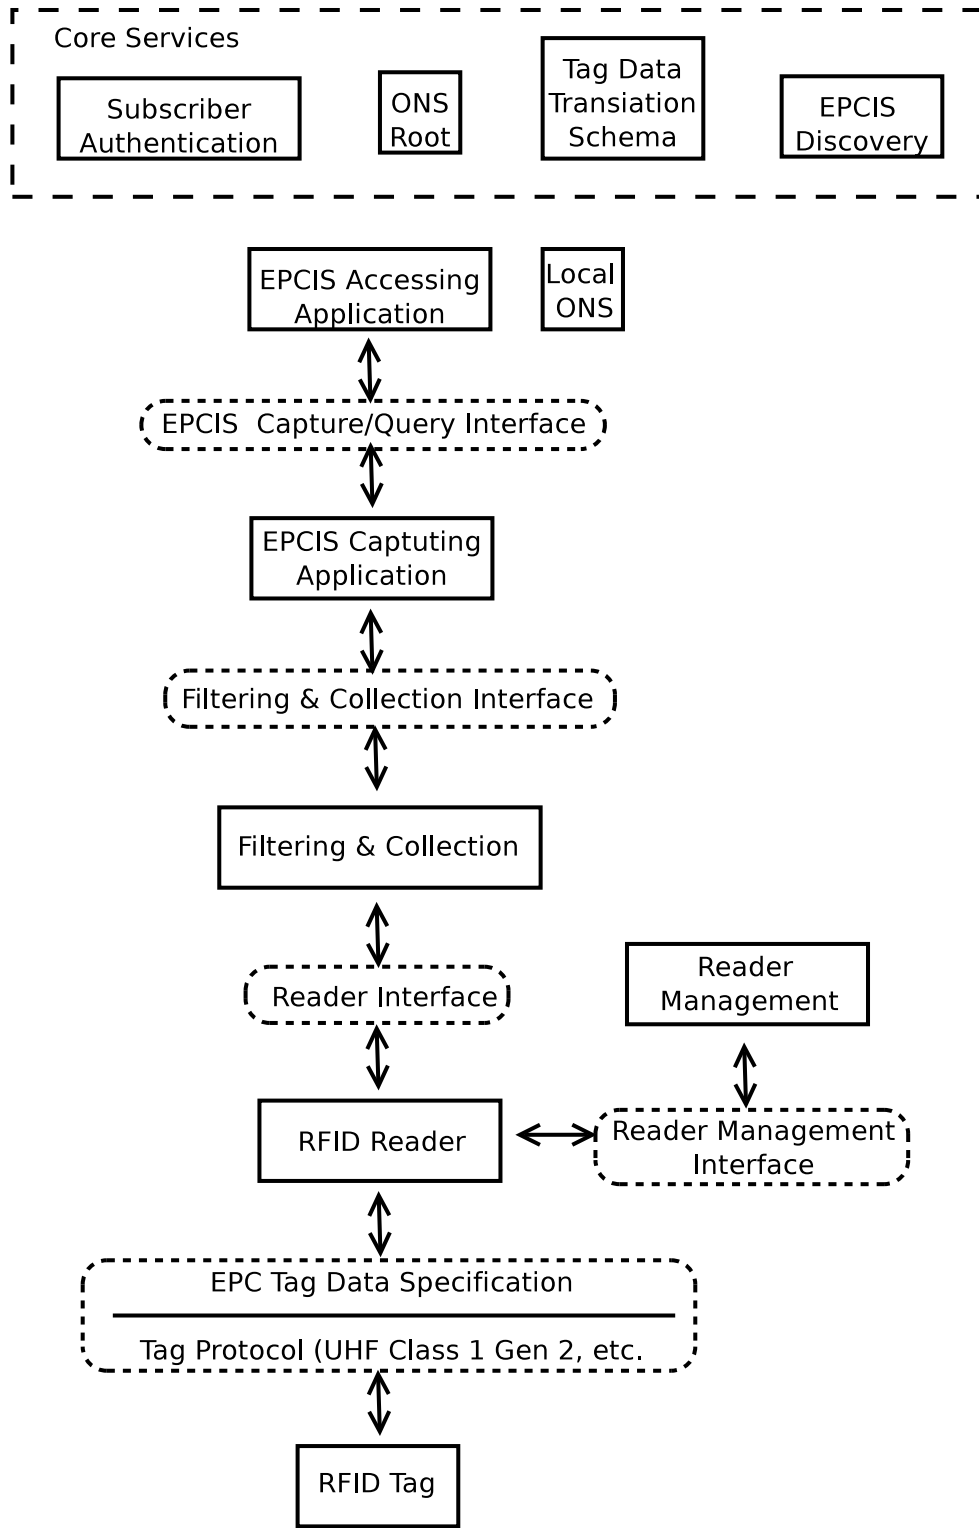 Core Services
Subscriber
Authentication
ONS
Root
Tag Data
Transiation
Schema
EPCIS
Discovery
EPCIS Accessing
Application
Local
ONS
EPCIS  Capture/Query Interface
EPCIS Captuting
Application
Filtering & Collection Interface
Filtering & Collection
Reader Interface
Reader
Management
RFID Reader
Reader Management
Interface
EPC Tag Data Specification
Tag Protocol (UHF Class 1 Gen 2, etc.
RFID Tag